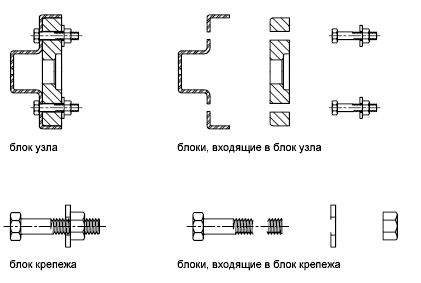 блок узла
блоки, входящие в блок узла
блок крепежа
блоки, входящие в блок крепежа